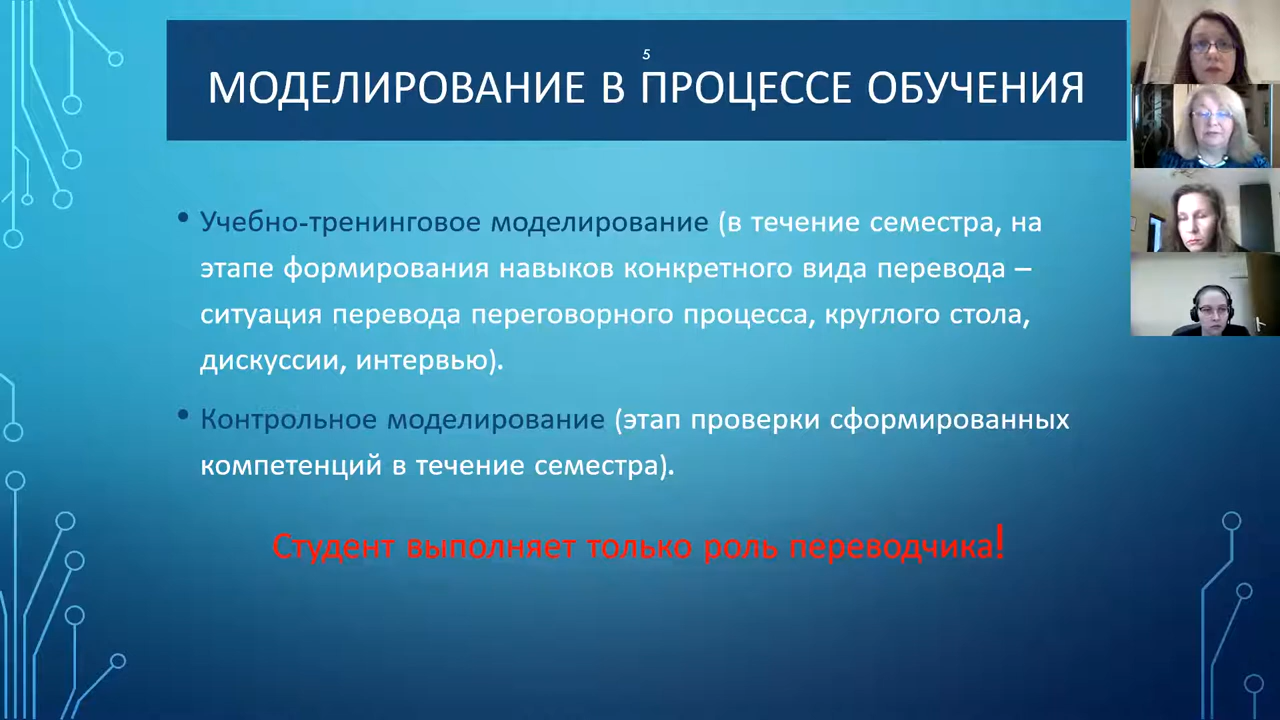 5
МОДЕЛИРОВАНИЕ В ПРОЦЕССЕ ОБУЧЕНИЯ
• Учебно-тренинговое моделирование (в течение семестра, на
этапе формирования навыков конкретного вида перевода –
ситуация перевода переговорного процесса, круглого стола,
дискуссии, интервью).
• Контрольное моделирование (этап проверки сформированных
компетенций в течение семестра).
Студент выполняет только роль переводчика!